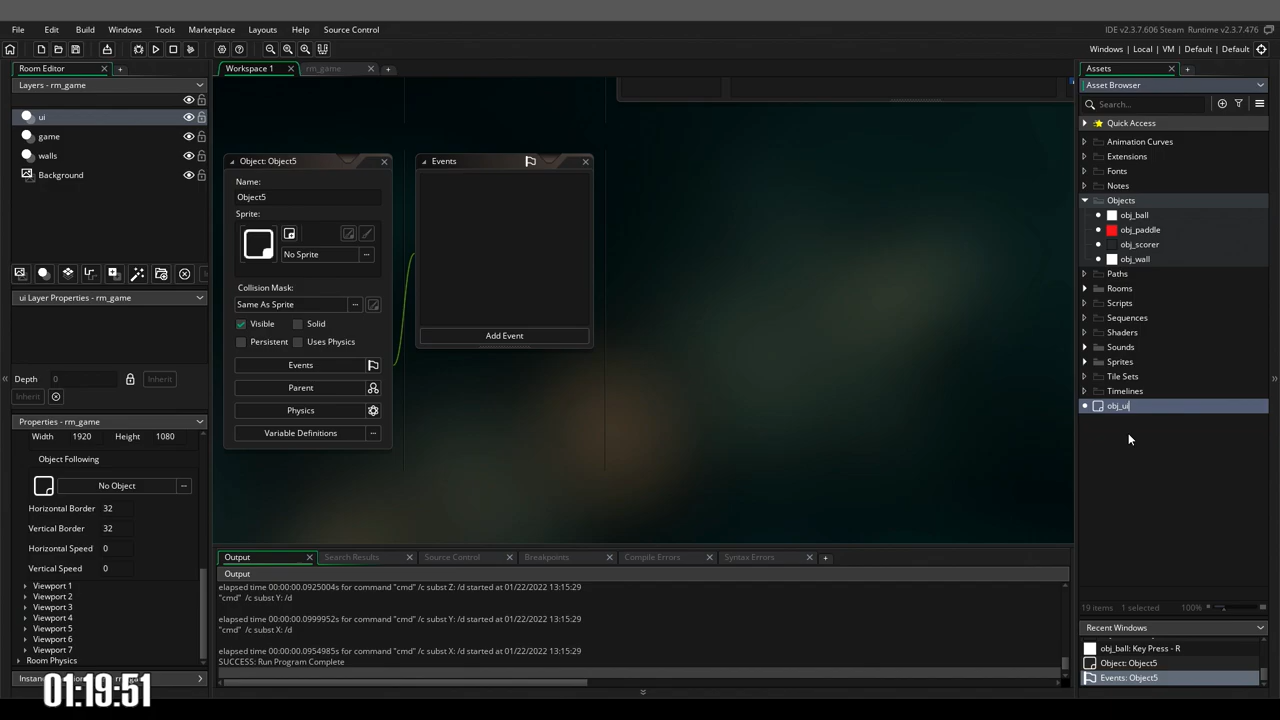 File Edit Build Windows Tools Marketplace Layouts Help Source Control IDE v2.3.7.606 Steam Runtime v2.3.7.476
Windows | Local | VM | Default | Default
Room Editor
Layers - rm_game
ui
game
walls
Background
ui Layer Properties - rm_game
Depth 0 Inherit
Inherit
Properties - rm_game
Width 1920 Height 1080
Object Following
No Object ...
Horizontal Border 32
Vertical Border 32
Horizontal Speed 0
Vertical Speed 0
Viewport 1
Viewport 2
Viewport 3
Viewport 4
Viewport 5
Viewport 6
Viewport 7
Room Physics
01:19:51
Workspace 1 rm_game
Object: Object5
Name:
Object5
Sprite:
No Sprite ...
Collision Mask:
Same As Sprite ...
Visible Solid
Persistent Uses Physics
Events
Parent
Physics
Variable Definitions ...
Events
Add Event
Output Search Results Source Control Breakpoints Compile Errors Syntax Errors
Output
elapsed time 00:00:00.0925004s for command "cmd" /c subst Z: /d started at 01/22/2022 13:15:29
"cmd" /c subst Y: /d
elapsed time 00:00:00.0999952s for command "cmd" /c subst Y: /d started at 01/22/2022 13:15:29
"cmd" /c subst X: /d
elapsed time 00:00:00.0954985s for command "cmd" /c subst X: /d started at 01/22/2022 13:15:29
SUCCESS: Run Program Complete
Assets
Asset Browser
Search...
Quick Access
Animation Curves
Extensions
Fonts
Notes
Objects
obj_ball
obj_paddle
obj_scorer
obj_wall
Paths
Rooms
Scripts
Sequences
Shaders
Sounds
Sprites
Tile Sets
Timelines
obj_ui
19 items 1 selected 100%
Recent Windows
obj_ball: Key Press - R
Object: Object5
Events: Object5